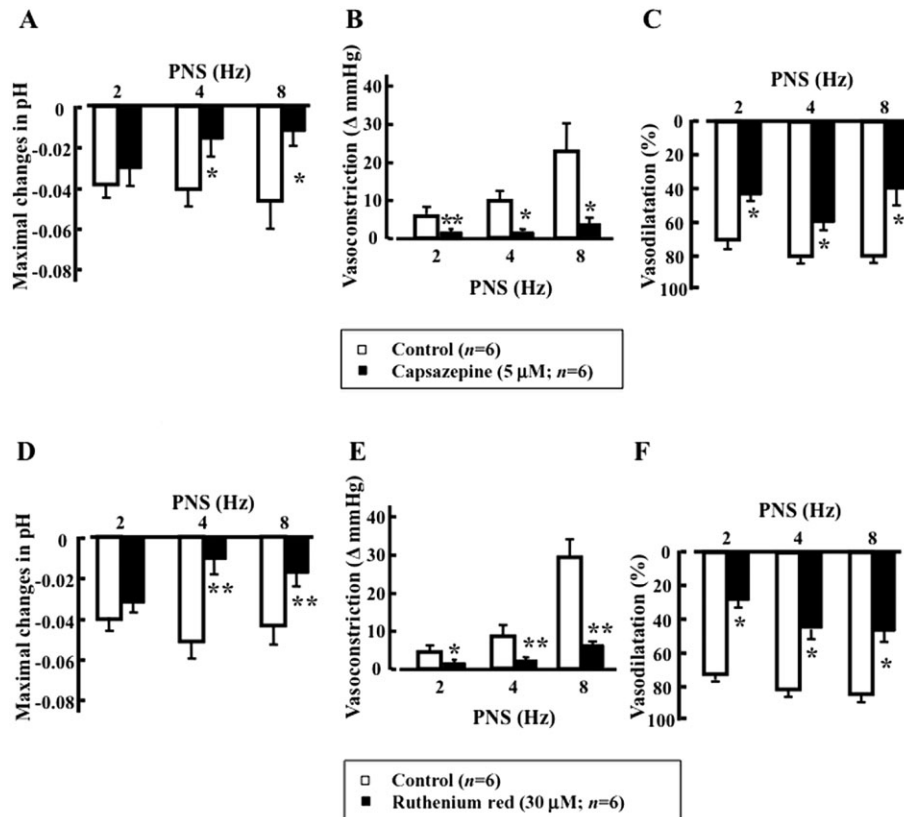 A
PNS (Hz)
2 4 8
Maximal changes in pH
0
-0.02
-0.04
-0.06
-0.08
*
*
B
Vasoconstriction (Δ mmHg)
40
30
20
10
0
**
*
*
2 4 8
PNS (Hz)
C
PNS (Hz)
2 4 8
Vasodilatation (%)
0
20
40
60
80
100
*
*
*
Control (n=6)
Capsazepine (5 μM; n=6)
D
PNS (Hz)
2 4 8
Maximal changes in pH
0
-0.02
-0.04
-0.06
-0.08
**
**
E
Vasoconstriction (Δ mmHg)
40
30
20
10
0
*
**
**
2 4 8
PNS (Hz)
F
PNS (Hz)
2 4 8
Vasodilatation (%)
0
20
40
60
80
100
*
*
*
Control (n=6)
Ruthenium red (30 μM; n=6)